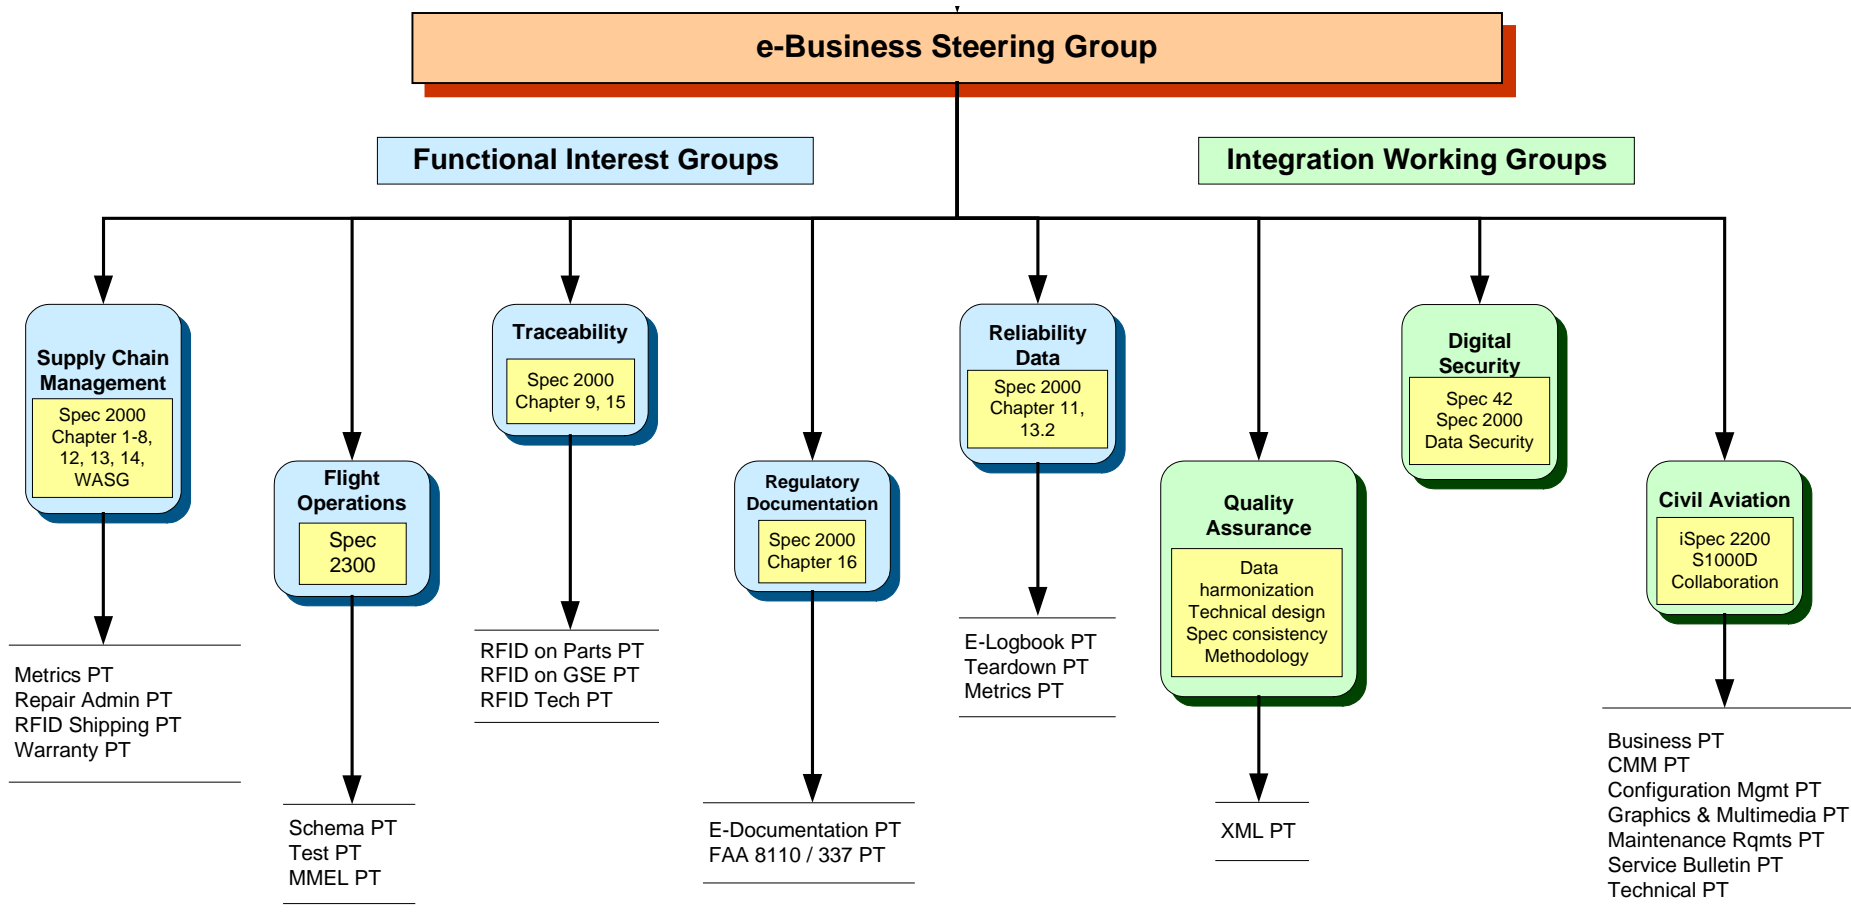 e-Business Steering Group
Functional Interest Groups
Integration Working Groups
Supply Chain
Management
Spec 2000
Chapter 1-8,
12, 13, 14,
WASG
Metrics PT
Repair Admin PT
RFID Shipping PT
Warranty PT
Flight
Operations
Spec
2300
Schema PT
Test PT
MMEL PT
Traceability
Spec 2000
Chapter 9, 15
RFID on Parts PT
RFID on GSE PT
RFID Tech PT
Regulatory
Documentation
Spec 2000
Chapter 16
E-Documentation PT
FAA 8110 / 337 PT
Reliability
Data
Spec 2000
Chapter 11,
13.2
E-Logbook PT
Teardown PT
Metrics PT
Quality
Assurance
Data
harmonization
Technical design
Spec consistency
Methodology
XML PT
Digital
Security
Spec 42
Spec 2000
Data Security
Civil Aviation
iSpec 2200
S1000D
Collaboration
Business PT
CMM PT
Configuration Mgmt PT
Graphics & Multimedia PT
Maintenance Rqmts PT
Service Bulletin PT
Technical PT